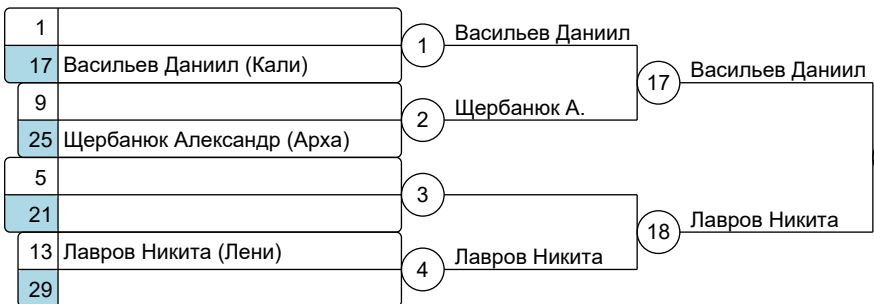 1
17 Васильев Даниил (Кали)
9
25 Щербанюк Александр (Арха)
5
21
13 Лавров Никита (Лени)
29
1 Васильев Даниил
2 Щербанюк А.
3
4 Лавров Никита
17 Васильев Даниил
18 Лавров Никита